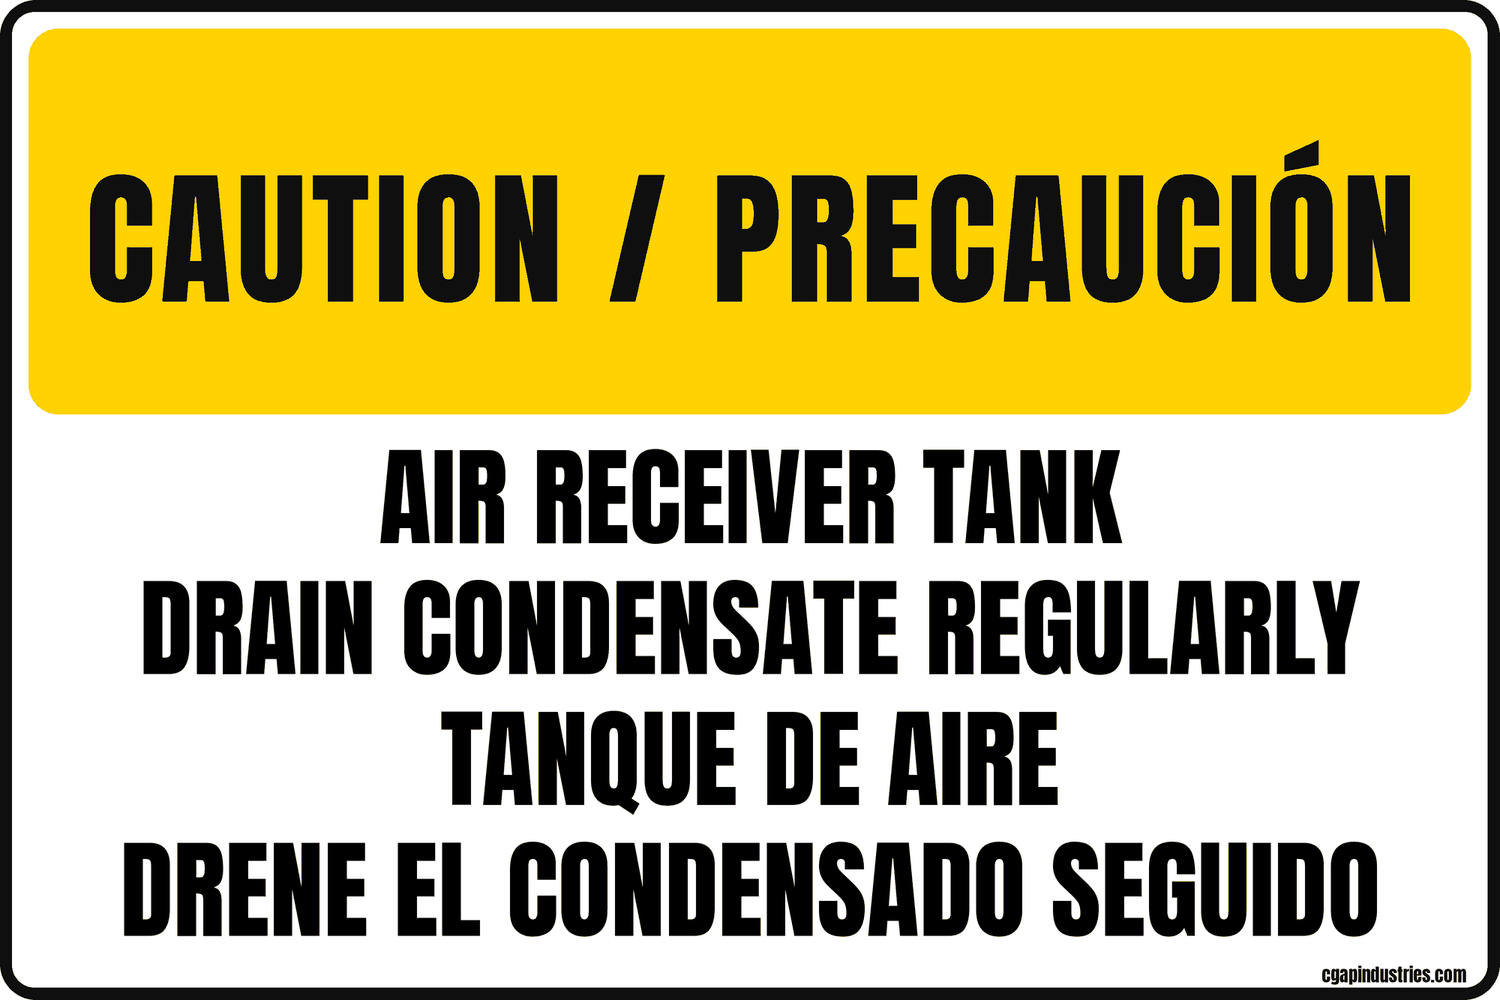 CAUTION / PRECAUCIÓN
AIR RECEIVER TANK
DRAIN CONDENSATE REGULARLY
TANQUE DE AIRE
DRENE EL CONDENSADO SEGUIDO
cgapindustries.com